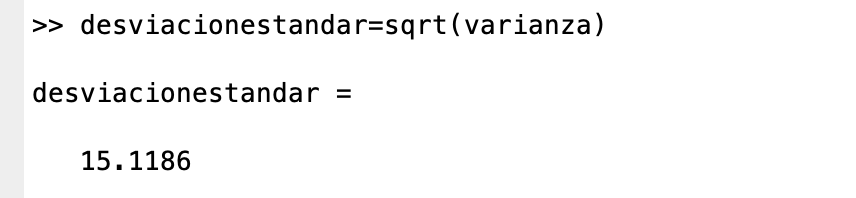 >> desviacionestandar=sqrt(varianza)
desviacionestandar =
15.1186